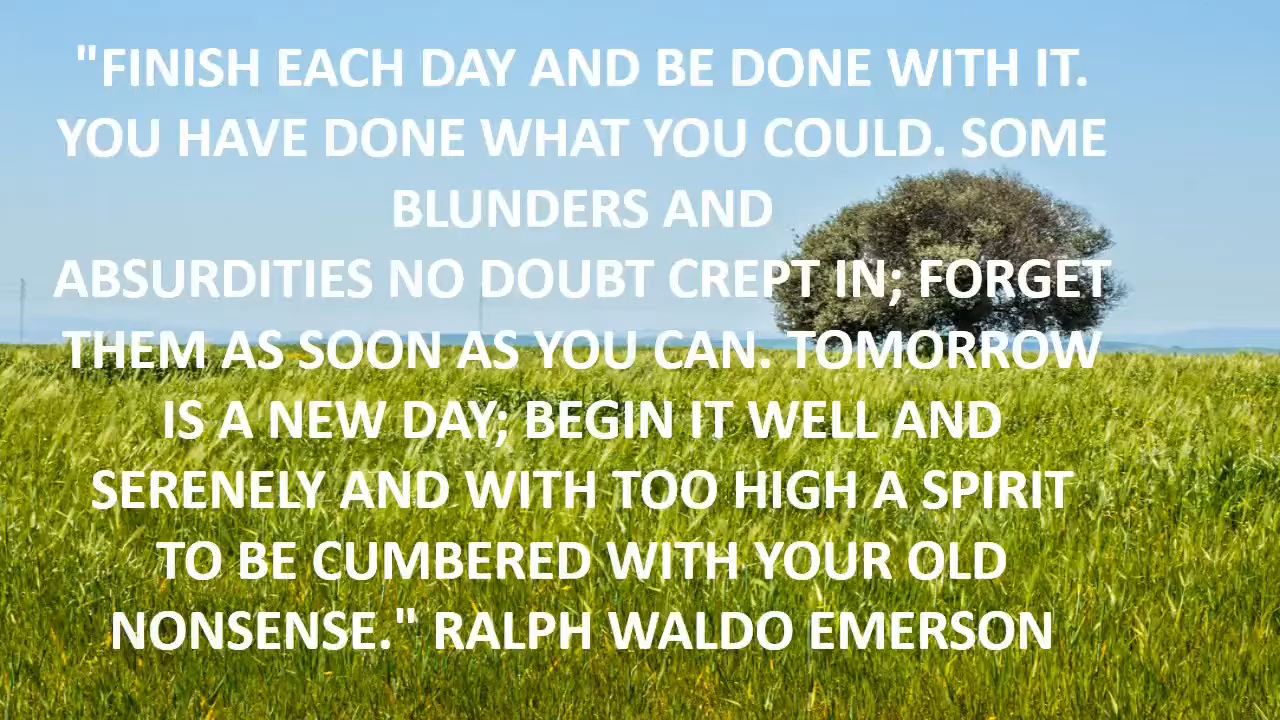 "FINISH EACH DAY AND BE DONE WITH IT.
YOU HAVE DONE WHAT YOU COULD. SOME
BLUNDERS AND
ABSURDITIES NO DOUBT CREPT IN; FORGET
THEM AS SOON AS YOU CAN. TOMORROW
IS A NEW DAY; BEGIN IT WELL AND
SERENELY AND WITH TOO HIGH A SPIRIT
TO BE CUMBERED WITH YOUR OLD
NONSENSE." RALPH WALDO EMERSON